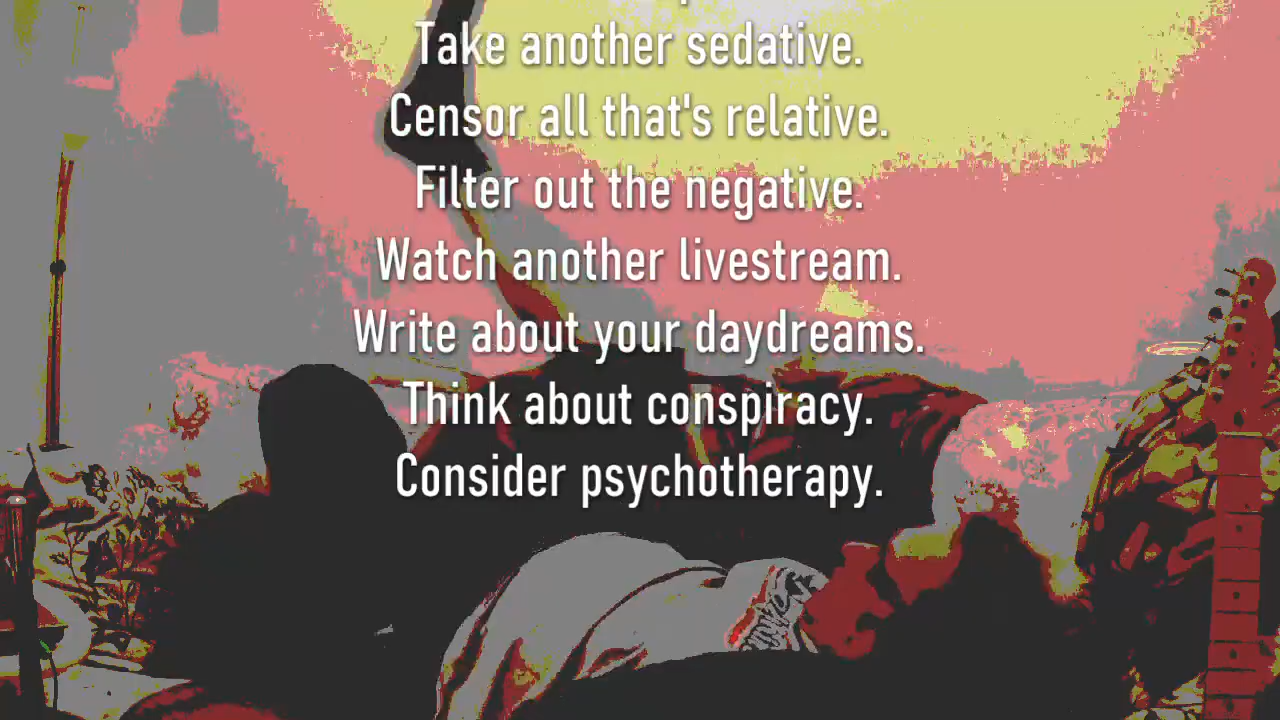 Take another sedative.
Censor all that's relative.
Filter out the negative.
Watch another livestream.
Write about your daydreams.
Think about conspiracy.
Consider psychotherapy.